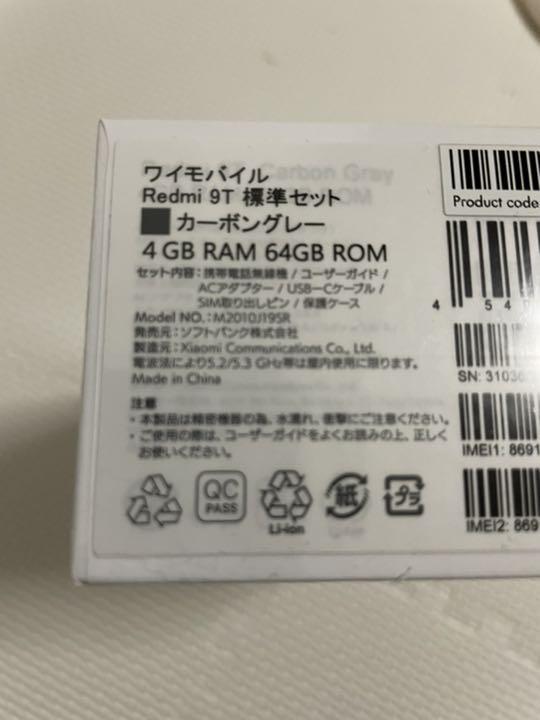 ワイモバイル
Redmi 9T 標準セット
カーボングレー
4 GB RAM 64GB ROM
セット内容：携帯電話無線機 / ユーザーガイド /
ACアダプター / USB-Cケーブル /
SIM取り出しピン / 保護ケース
Model NO.: M2010J19SR
発売元：ソフトバンク株式会社
製造元：Xiaomi Communications Co., Ltd.
電波法により5.2/5.3 GHz帯は屋内使用に限ります。
Made in China
注意
・本製品は精密機器の為、水濡れ、衝撃にご注意ください。
・ご使用の際は、ユーザーガイドをよくお読みの上、正しく
お使いください。
QC
PASS
Li-ion
紙
プラ
Product code
4 54
SN: 3103
IMEI1: 8691
IMEI2: 869